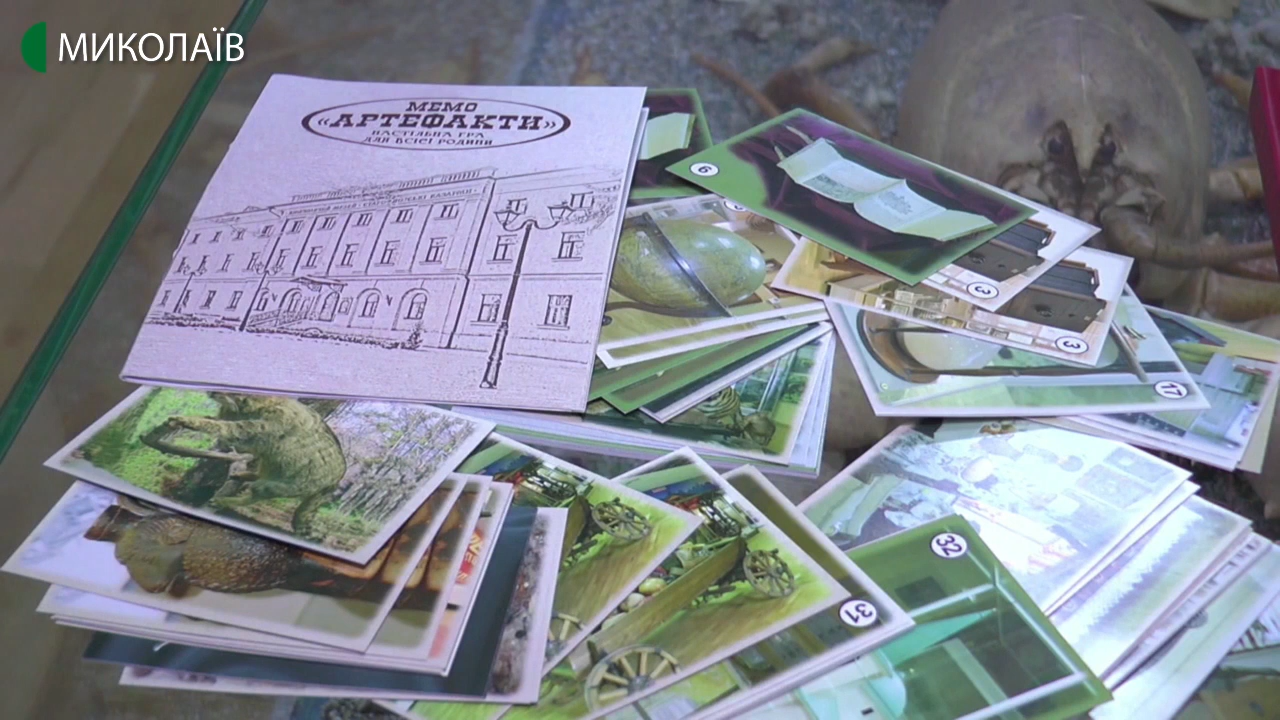 МИКОЛАЇВ
МЕМО
«АРТЕФАКТИ»
НАСТІЛЬНА ГРА
ДЛЯ ВСІЄЇ РОДИНИ
9
3
3
17
31
32